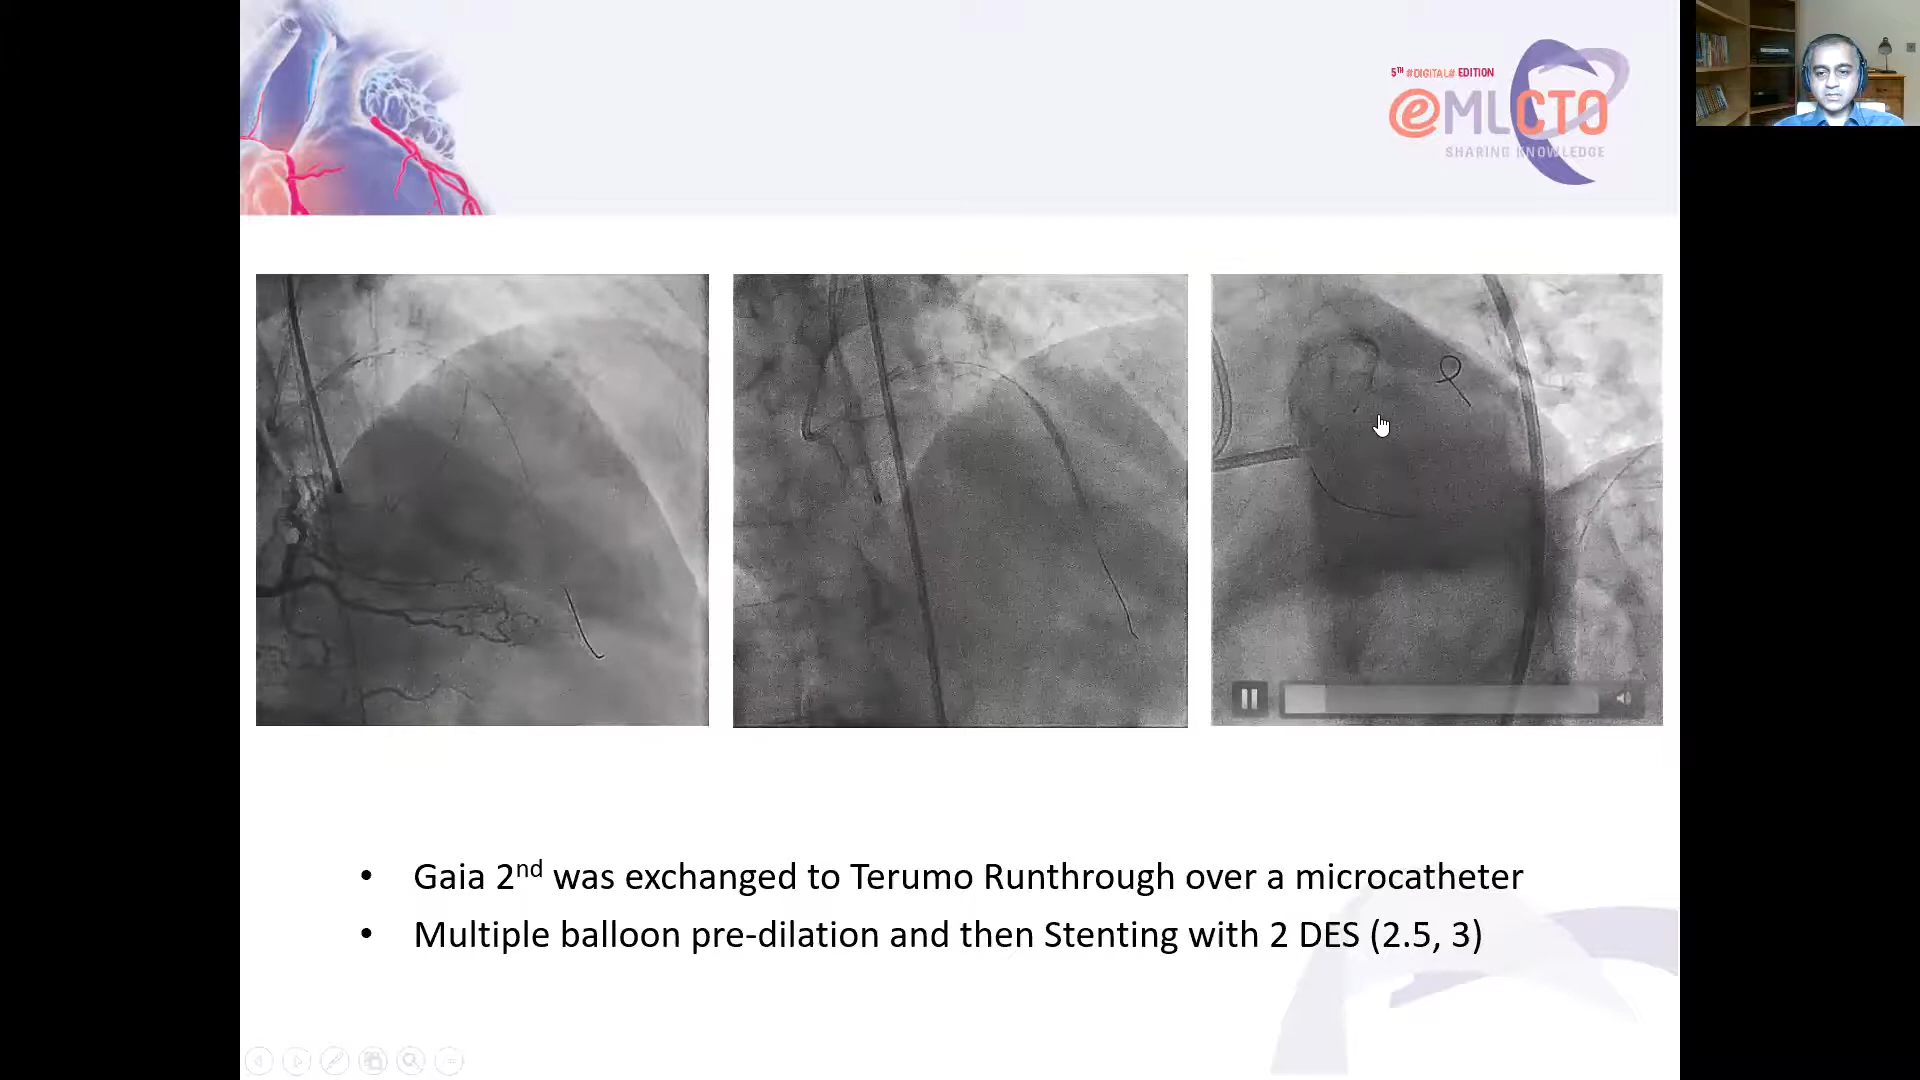 5TH #DIGITAL# EDITION
eMLCTO
SHARING KNOWLEDGE
• Gaia 2nd was exchanged to Terumo Runthrough over a microcatheter
• Multiple balloon pre-dilation and then Stenting with 2 DES (2.5, 3)